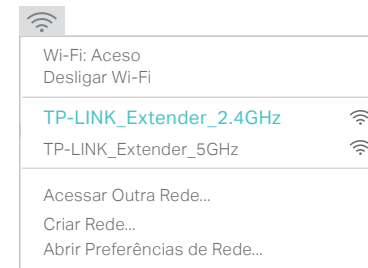 Wi-Fi: Aceso
Desligar Wi-Fi
TP-LINK_Extender_2.4GHz
TP-LINK_Extender_5GHz
Acessar Outra Rede...
Criar Rede...
Abrir Preferências de Rede...